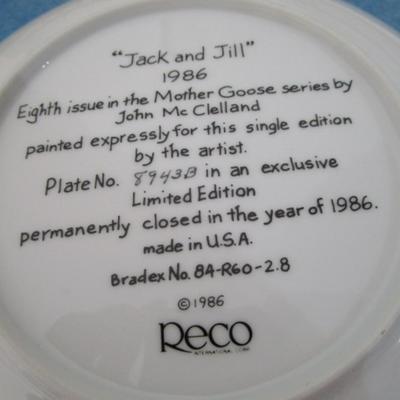 "Jack and Jill"
1986
Eighth issue in the Mother Goose series by
John McClelland
painted expressly for this single edition
by the artist.
Plate No. 8943B in an exclusive
Limited Edition
permanently closed in the year of 1986.
made in U.S.A.
Bradex No. 84-R60-2.8
©1986
Reco
INTERNATIONAL CORP.